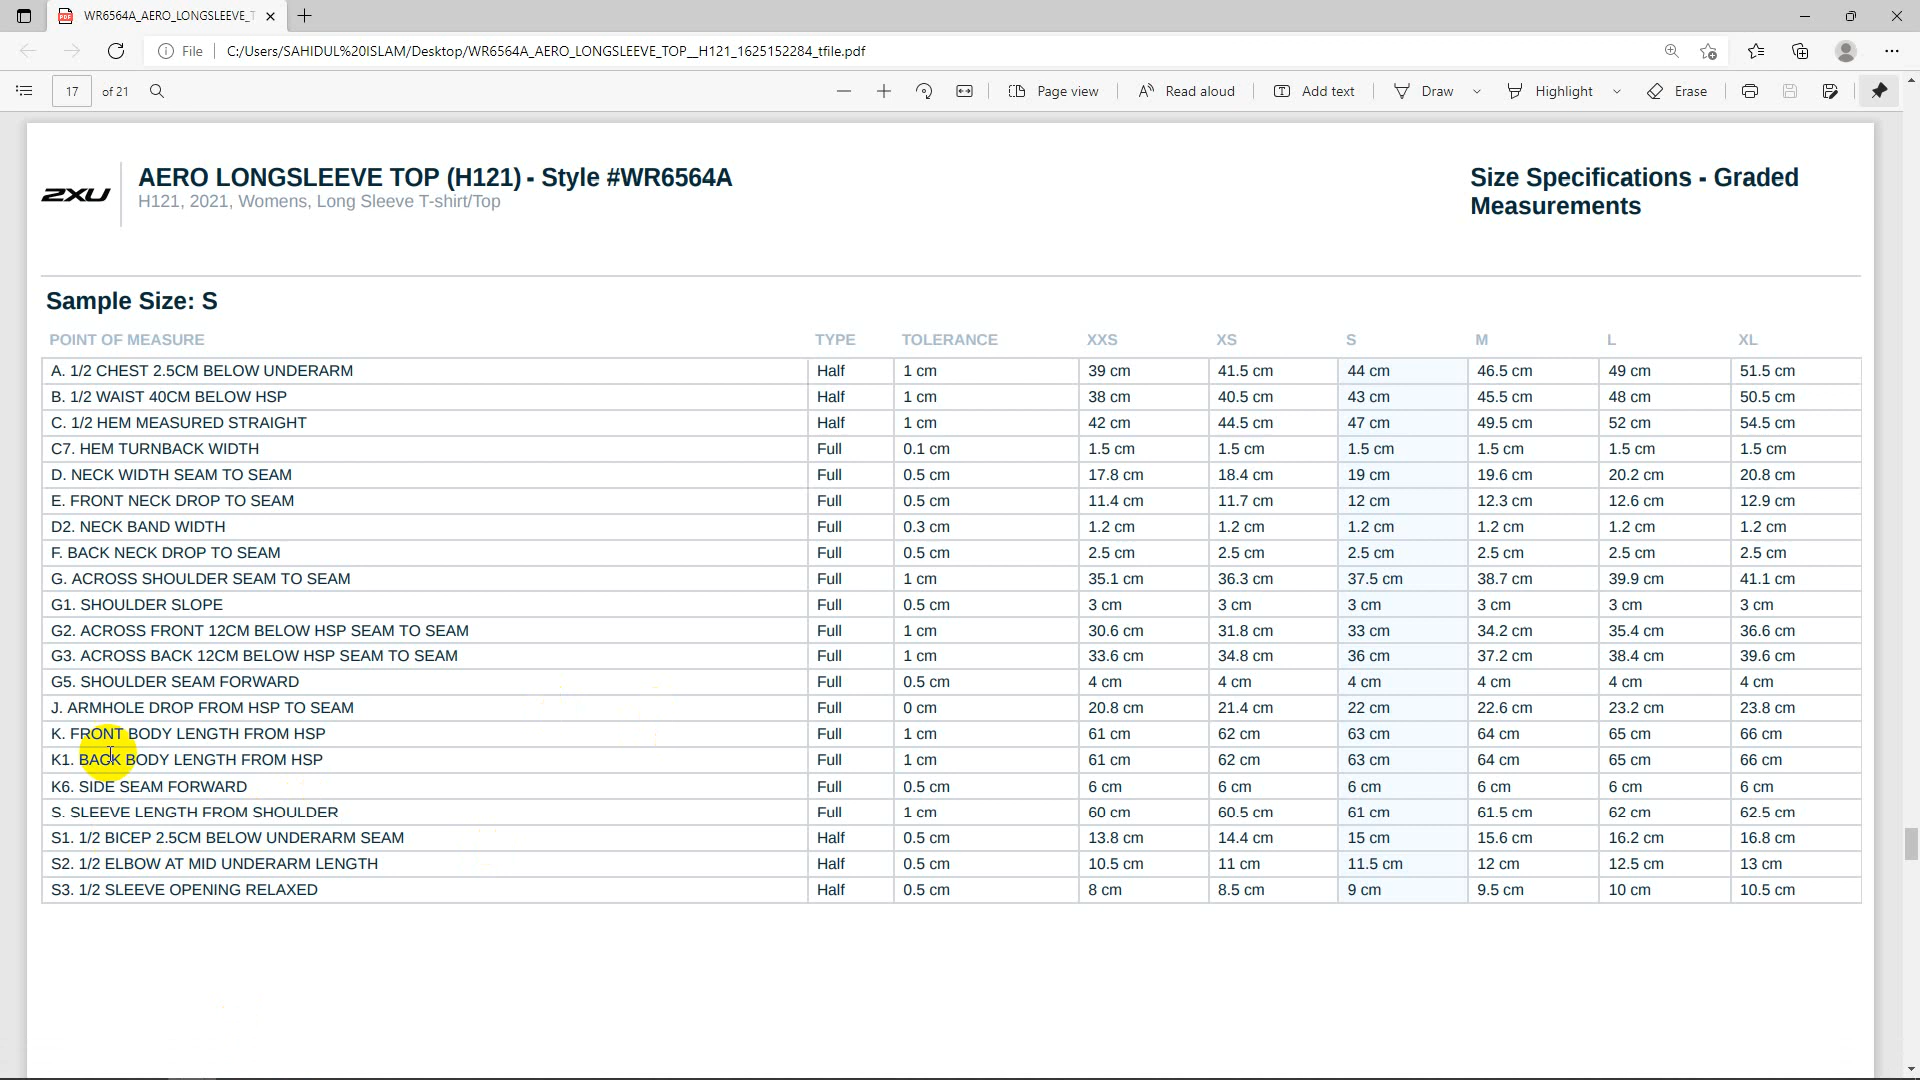 WR6564A_AERO_LONGSLEEVE_T
File C:/Users/SAHIDUL%20ISLAM/Desktop/WR6564A_AERO_LONGSLEEVE_TOP__H121_1625152284_tfile.pdf
17 of 21 Page view Read aloud Add text Draw Highlight Erase
2XU
AERO LONGSLEEVE TOP (H121) - Style #WR6564A
H121, 2021, Womens, Long Sleeve T-shirt/Top
Size Specifications - Graded
Measurements
Sample Size: S
POINT OF MEASURE TYPE TOLERANCE XXS XS S M L XL
A. 1/2 CHEST 2.5CM BELOW UNDERARM Half 1 cm 39 cm 41.5 cm 44 cm 46.5 cm 49 cm 51.5 cm
B. 1/2 WAIST 40CM BELOW HSP Half 1 cm 38 cm 40.5 cm 43 cm 45.5 cm 48 cm 50.5 cm
C. 1/2 HEM MEASURED STRAIGHT Half 1 cm 42 cm 44.5 cm 47 cm 49.5 cm 52 cm 54.5 cm
C7. HEM TURNBACK WIDTH Full 0.1 cm 1.5 cm 1.5 cm 1.5 cm 1.5 cm 1.5 cm 1.5 cm
D. NECK WIDTH SEAM TO SEAM Full 0.5 cm 17.8 cm 18.4 cm 19 cm 19.6 cm 20.2 cm 20.8 cm
E. FRONT NECK DROP TO SEAM Full 0.5 cm 11.4 cm 11.7 cm 12 cm 12.3 cm 12.6 cm 12.9 cm
D2. NECK BAND WIDTH Full 0.3 cm 1.2 cm 1.2 cm 1.2 cm 1.2 cm 1.2 cm 1.2 cm
F. BACK NECK DROP TO SEAM Full 0.5 cm 2.5 cm 2.5 cm 2.5 cm 2.5 cm 2.5 cm 2.5 cm
G. ACROSS SHOULDER SEAM TO SEAM Full 1 cm 35.1 cm 36.3 cm 37.5 cm 38.7 cm 39.9 cm 41.1 cm
G1. SHOULDER SLOPE Full 0.5 cm 3 cm 3 cm 3 cm 3 cm 3 cm 3 cm
G2. ACROSS FRONT 12CM BELOW HSP SEAM TO SEAM Full 1 cm 30.6 cm 31.8 cm 33 cm 34.2 cm 35.4 cm 36.6 cm
G3. ACROSS BACK 12CM BELOW HSP SEAM TO SEAM Full 1 cm 33.6 cm 34.8 cm 36 cm 37.2 cm 38.4 cm 39.6 cm
G5. SHOULDER SEAM FORWARD Full 0.5 cm 4 cm 4 cm 4 cm 4 cm 4 cm 4 cm
J. ARMHOLE DROP FROM HSP TO SEAM Full 0 cm 20.8 cm 21.4 cm 22 cm 22.6 cm 23.2 cm 23.8 cm
K. FRONT BODY LENGTH FROM HSP Full 1 cm 61 cm 62 cm 63 cm 64 cm 65 cm 66 cm
K1. BACK BODY LENGTH FROM HSP Full 1 cm 61 cm 62 cm 63 cm 64 cm 65 cm 66 cm
K6. SIDE SEAM FORWARD Full 0.5 cm 6 cm 6 cm 6 cm 6 cm 6 cm 6 cm
S. SLEEVE LENGTH FROM SHOULDER Full 1 cm 60 cm 60.5 cm 61 cm 61.5 cm 62 cm 62.5 cm
S1. 1/2 BICEP 2.5CM BELOW UNDERARM SEAM Half 0.5 cm 13.8 cm 14.4 cm 15 cm 15.6 cm 16.2 cm 16.8 cm
S2. 1/2 ELBOW AT MID UNDERARM LENGTH Half 0.5 cm 10.5 cm 11 cm 11.5 cm 12 cm 12.5 cm 13 cm
S3. 1/2 SLEEVE OPENING RELAXED Half 0.5 cm 8 cm 8.5 cm 9 cm 9.5 cm 10 cm 10.5 cm